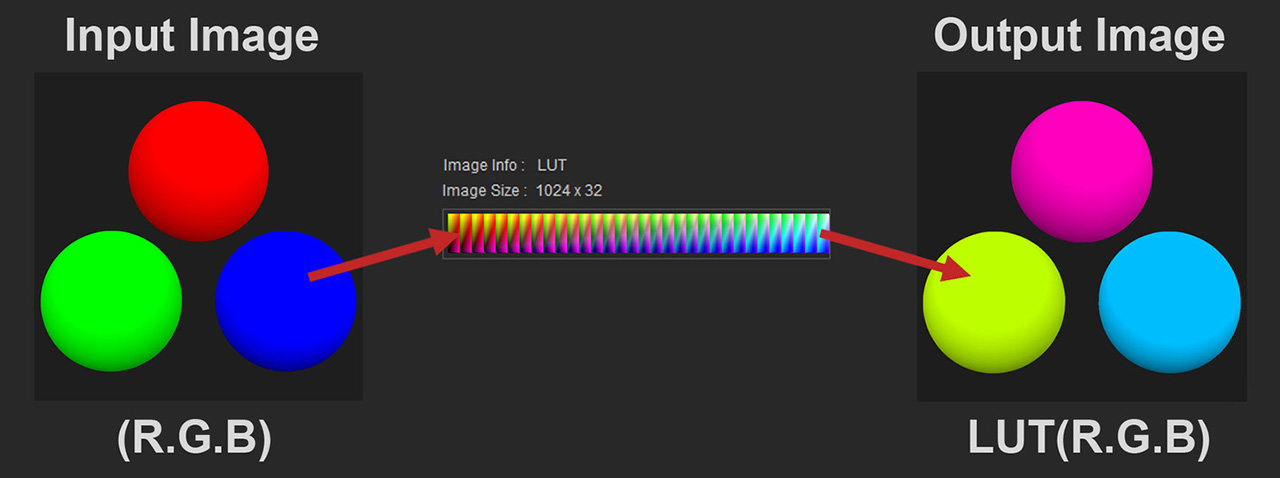 Input Image
Output Image
Image Info : LUT
Image Size : 1024 x 32
(R.G.B)
LUT(R.G.B)